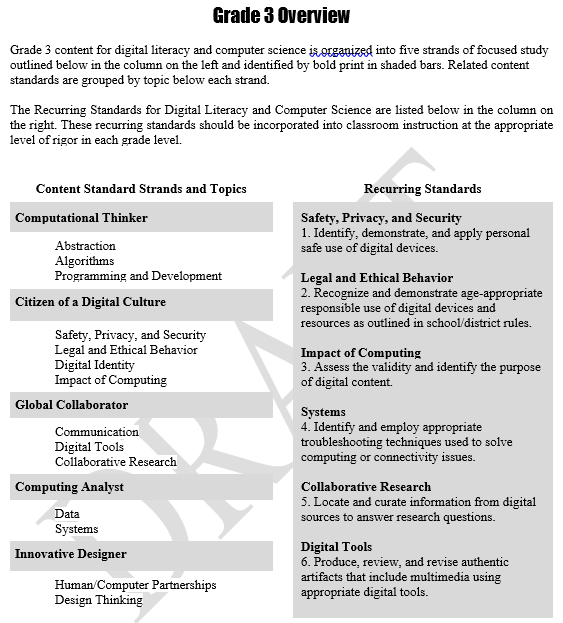 Grade 3 Overview
Grade 3 content for digital literacy and computer science is organized into five strands of focused study
outlined below in the column on the left and identified by bold print in shaded bars. Related content
standards are grouped by topic below each strand.
The Recurring Standards for Digital Literacy and Computer Science are listed below in the column on
the right. These recurring standards should be incorporated into classroom instruction at the appropriate
level of rigor in each grade level.
Content Standard Strands and Topics
Computational Thinker
Abstraction
Algorithms
Programming and Development
Citizen of a Digital Culture
Safety, Privacy, and Security
Legal and Ethical Behavior
Digital Identity
Impact of Computing
Global Collaborator
Communication
Digital Tools
Collaborative Research
Computing Analyst
Data
Systems
Innovative Designer
Human/Computer Partnerships
Design Thinking
Recurring Standards
Safety, Privacy, and Security
1. Identify, demonstrate, and apply personal
safe use of digital devices.
Legal and Ethical Behavior
2. Recognize and demonstrate age-appropriate
responsible use of digital devices and
resources as outlined in school/district rules.
Impact of Computing
3. Assess the validity and identify the purpose
of digital content.
Systems
4. Identify and employ appropriate
troubleshooting techniques used to solve
computing or connectivity issues.
Collaborative Research
5. Locate and curate information from digital
sources to answer research questions.
Digital Tools
6. Produce, review, and revise authentic
artifacts that include multimedia using
appropriate digital tools.
DRAFT